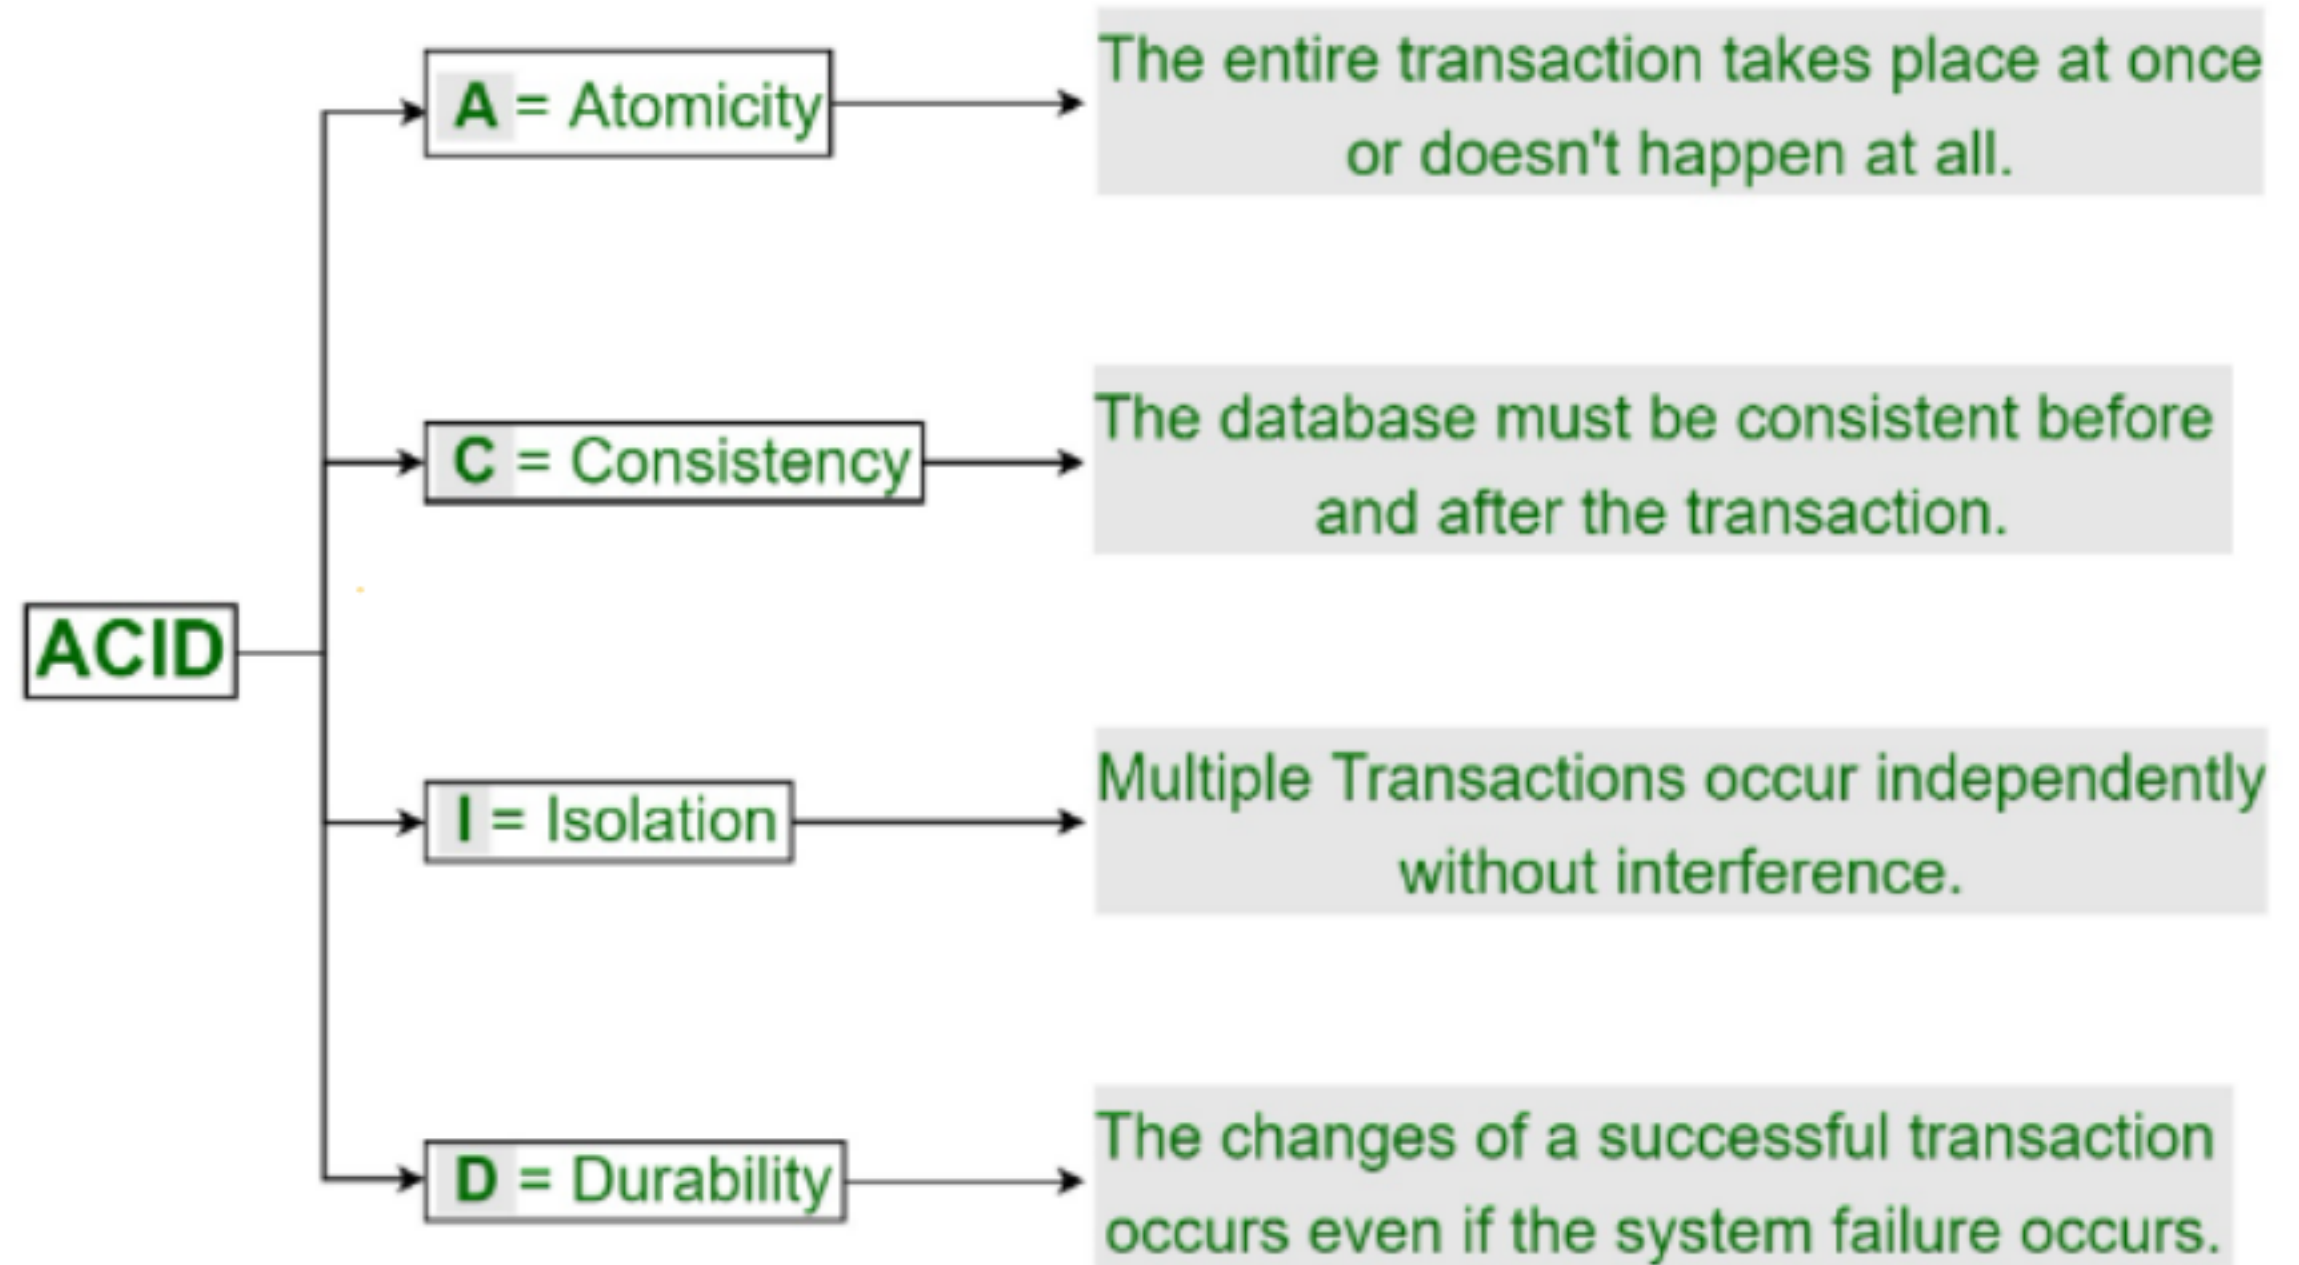 A = Atomicity
The entire transaction takes place at once
or doesn't happen at all.
C = Consistency
The database must be consistent before
and after the transaction.
ACID
I = Isolation
Multiple Transactions occur independently
without interference.
D = Durability
The changes of a successful transaction
occurs even if the system failure occurs.